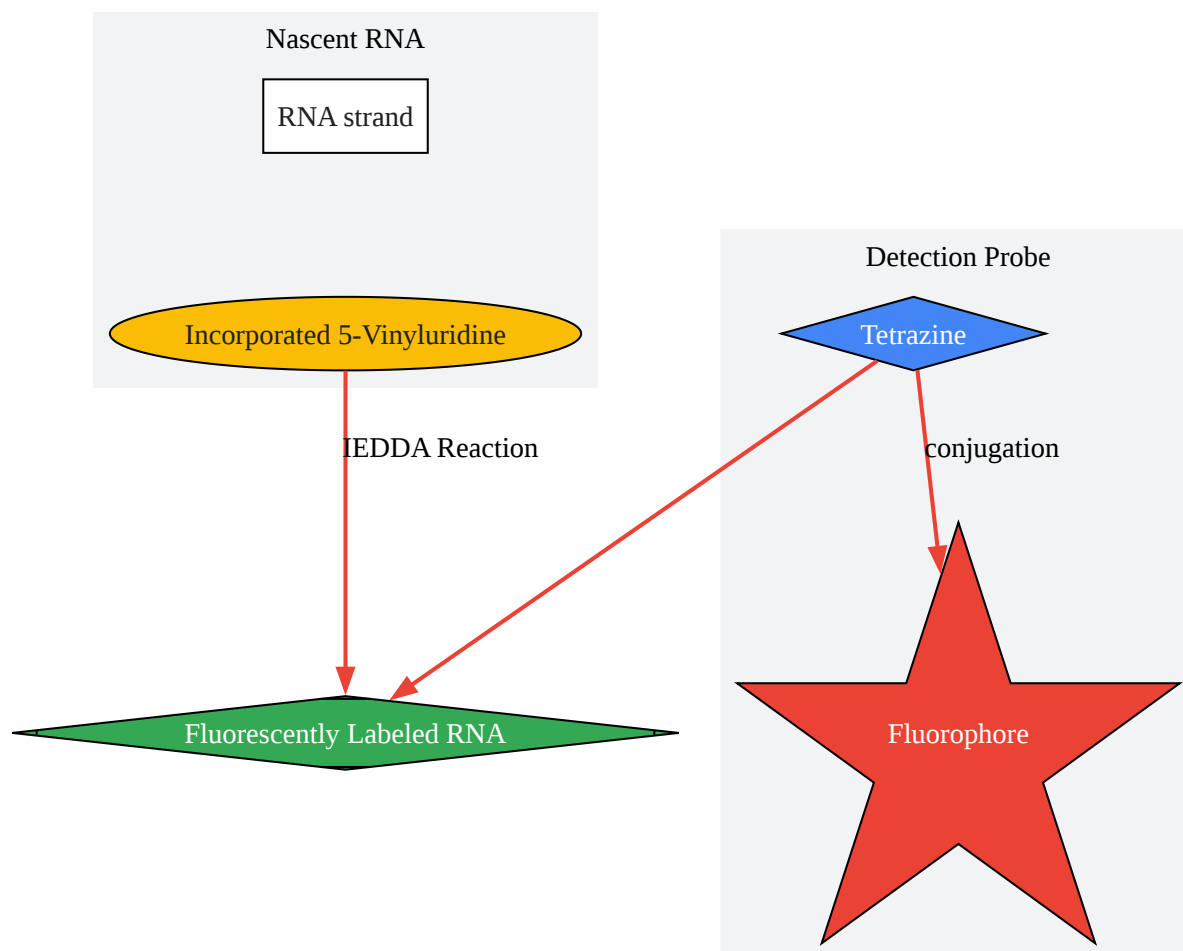 Nascent RNA
RNA strand
Detection Probe
Incorporated 5-Vinyluridine
Tetrazine
IEDDA Reaction
conjugation
Fluorescently Labeled RNA
Fluorophore